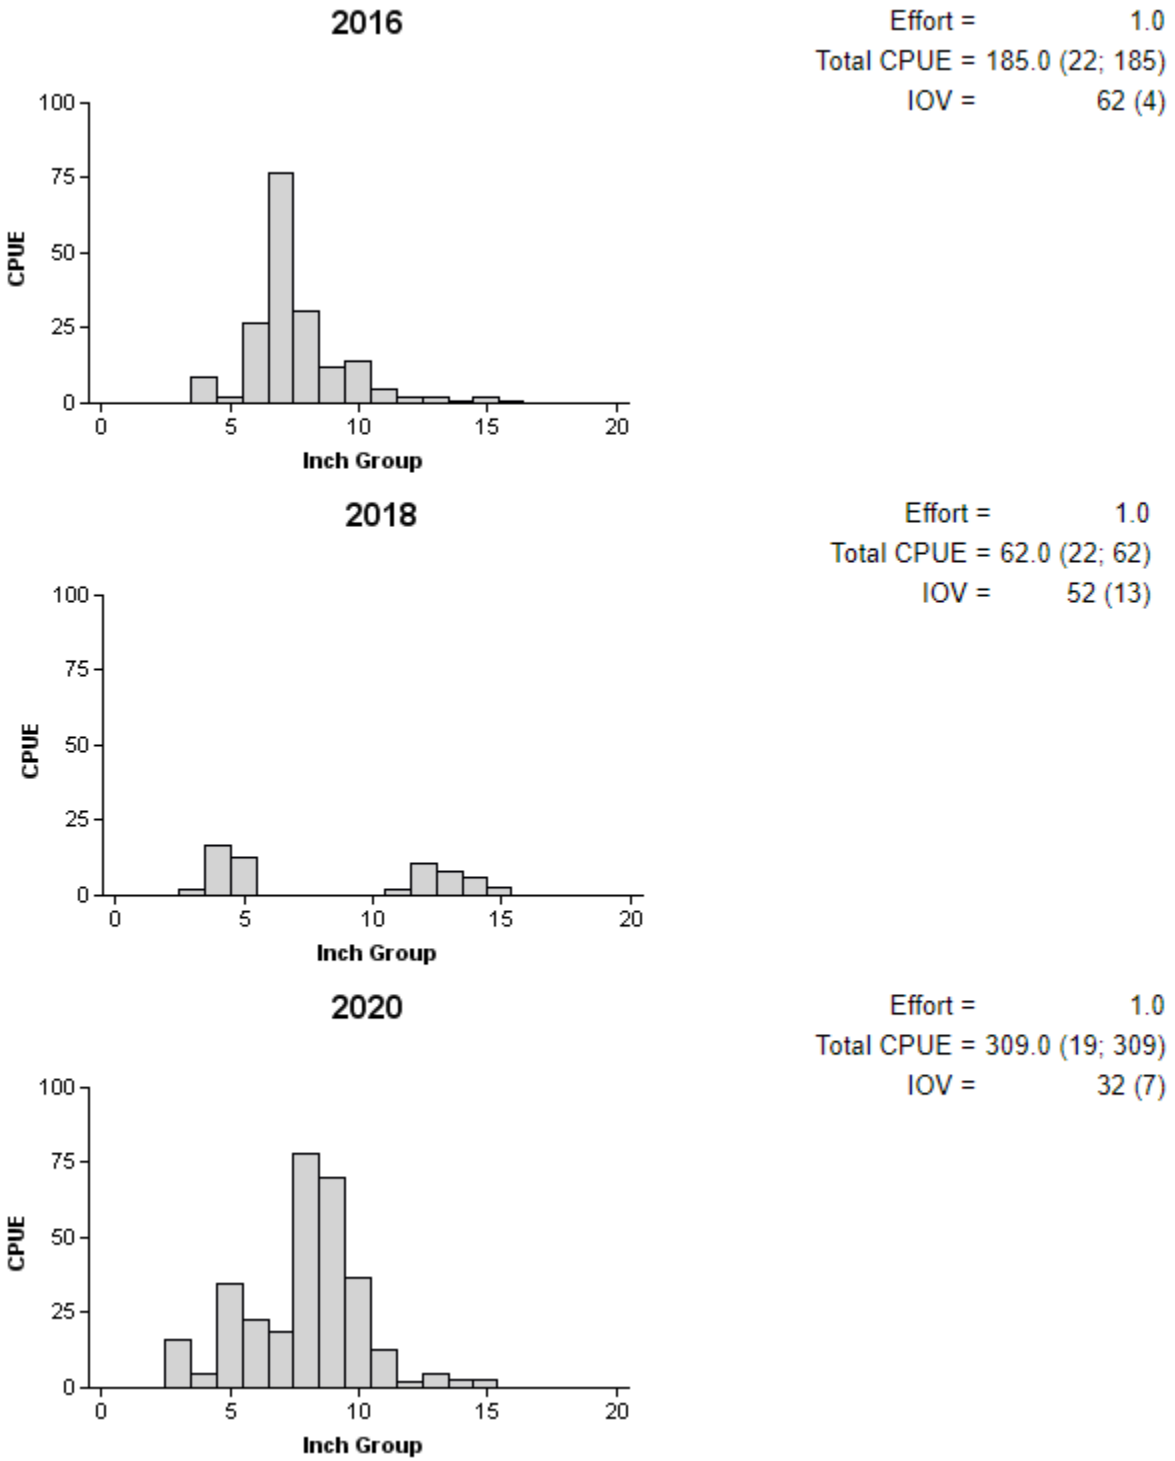 2016
Effort = 1.0
Total CPUE = 185.0 (22; 185)
IOV = 62 (4)
100
75
50
25
0
CPUE
0 5 10 15 20
Inch Group
2018
Effort = 1.0
Total CPUE = 62.0 (22; 62)
IOV = 52 (13)
100
75
50
25
0
CPUE
0 5 10 15 20
Inch Group
2020
Effort = 1.0
Total CPUE = 309.0 (19; 309)
IOV = 32 (7)
100
75
50
25
0
CPUE
0 5 10 15 20
Inch Group